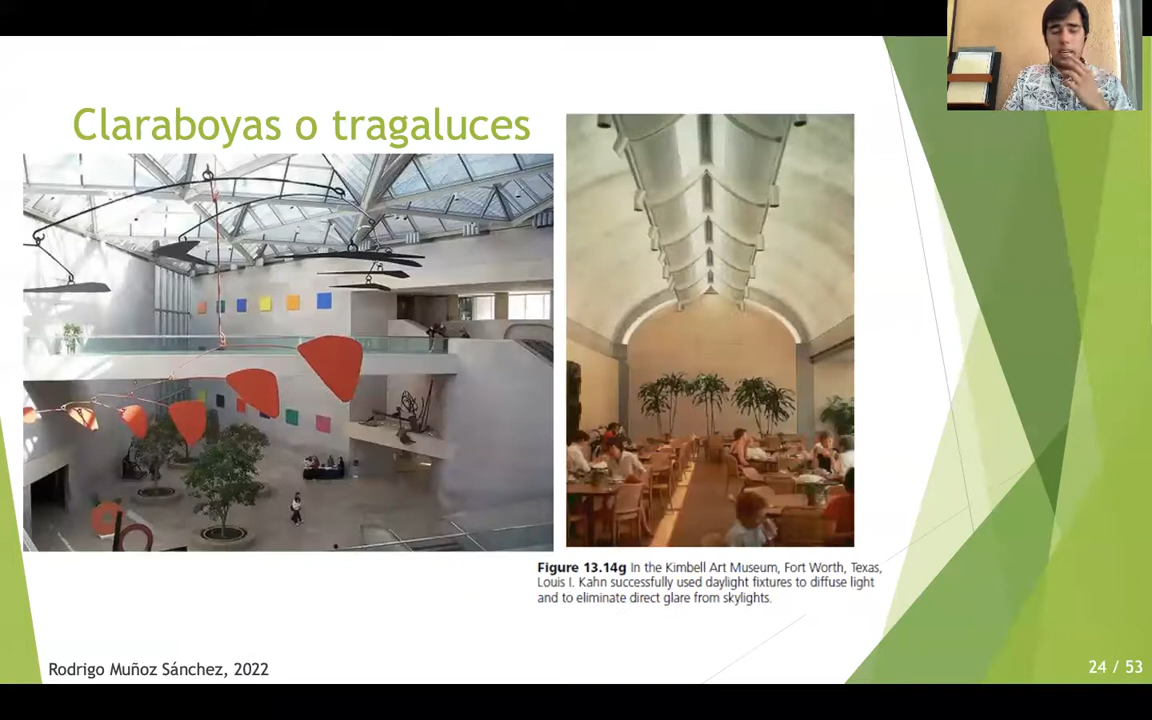 Claraboyas o tragaluces
Figure 13.14g In the Kimbell Art Museum, Fort Worth, Texas,
Louis I. Kahn successfully used daylight fixtures to diffuse light
and to eliminate direct glare from skylights.
Rodrigo Muñoz Sánchez, 2022
24 / 53